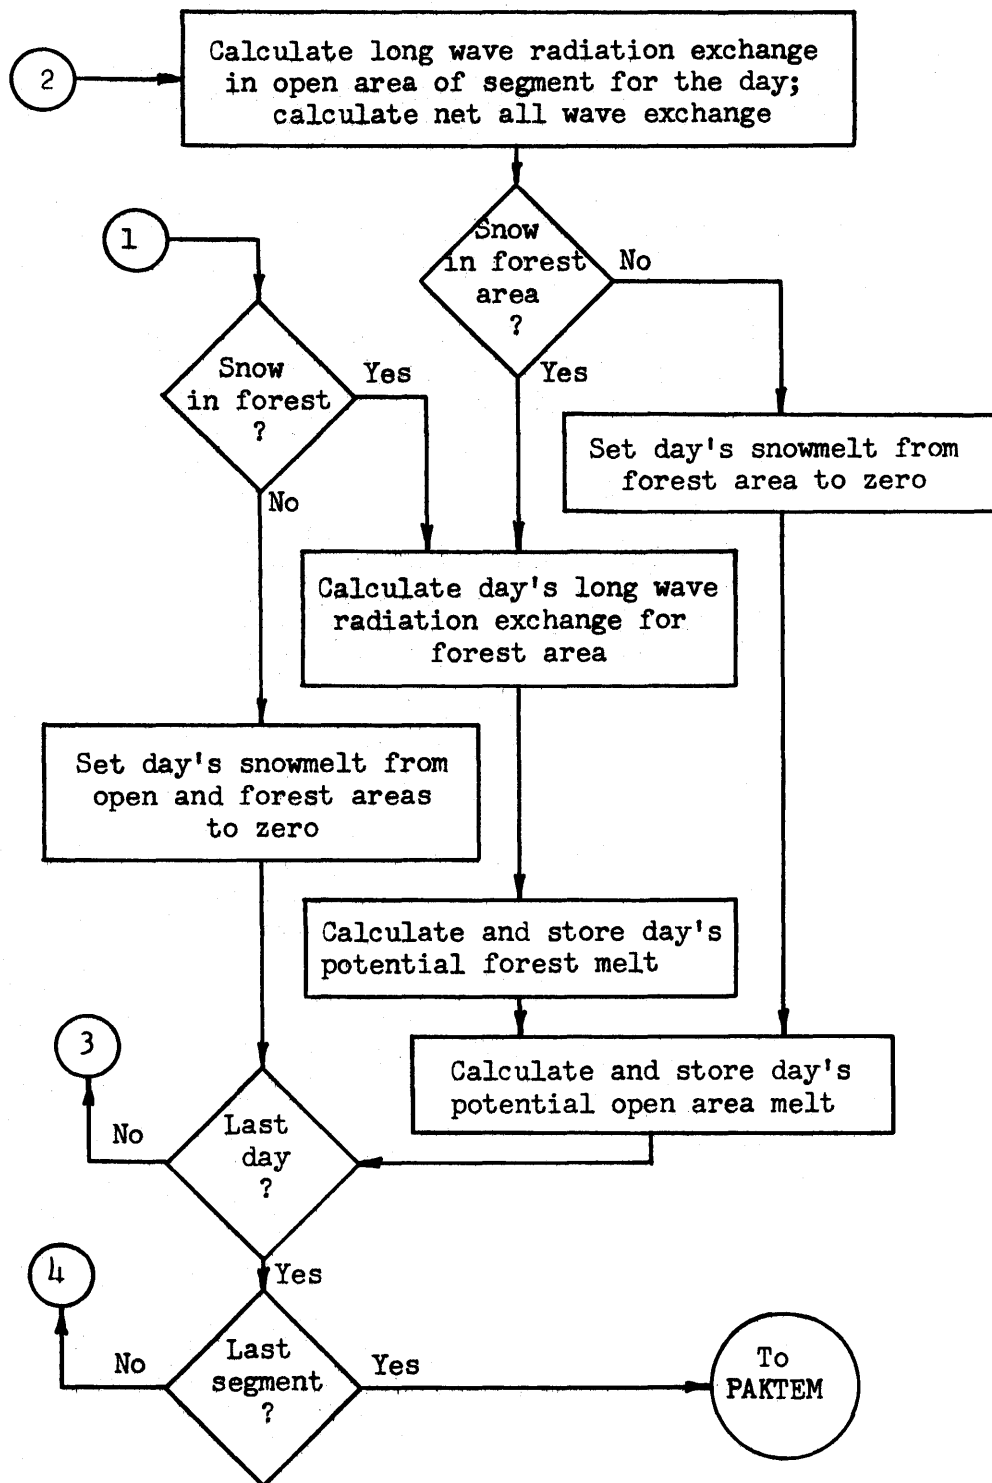 2
Calculate long wave radiation exchange
in open area of segment for the day;
calculate net all wave exchange
1
Snow
in forest
area
?
No
Yes
Snow
in forest
?
Yes
No
Set day's snowmelt from
forest area to zero
Calculate day's long wave
radiation exchange for
forest area
Set day's snowmelt from
open and forest areas
to zero
Calculate and store day's
potential forest melt
3
Calculate and store day's
potential open area melt
No
Last
day
?
4
Yes
No
Last
segment
?
Yes
To
PAKTEM